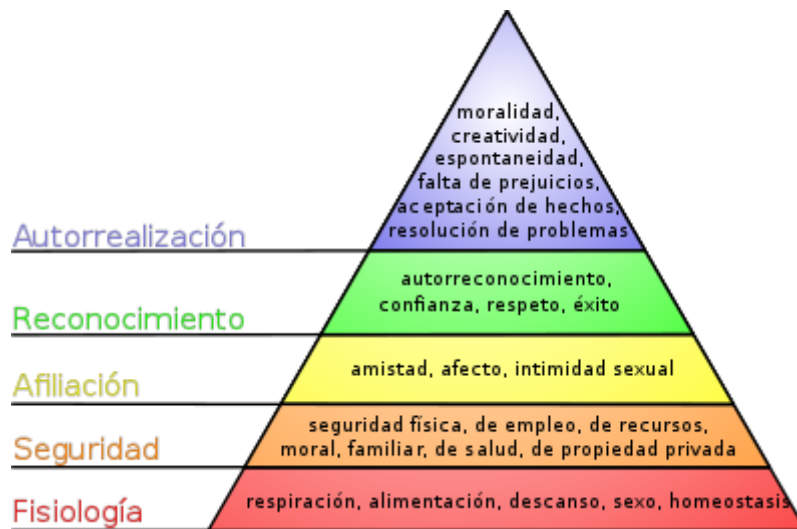 moralidad,
creatividad,
espontaneidad,
falta de prejuicios,
aceptación de hechos,
resolución de problemas
Autorrealización
autorreconocimiento,
confianza, respeto, éxito
Reconocimiento
amistad, afecto, intimidad sexual
Afiliación
seguridad física, de empleo, de recursos,
moral, familiar, de salud, de propiedad privada
Seguridad
respiración, alimentación, descanso, sexo, homeostasis
Fisiología